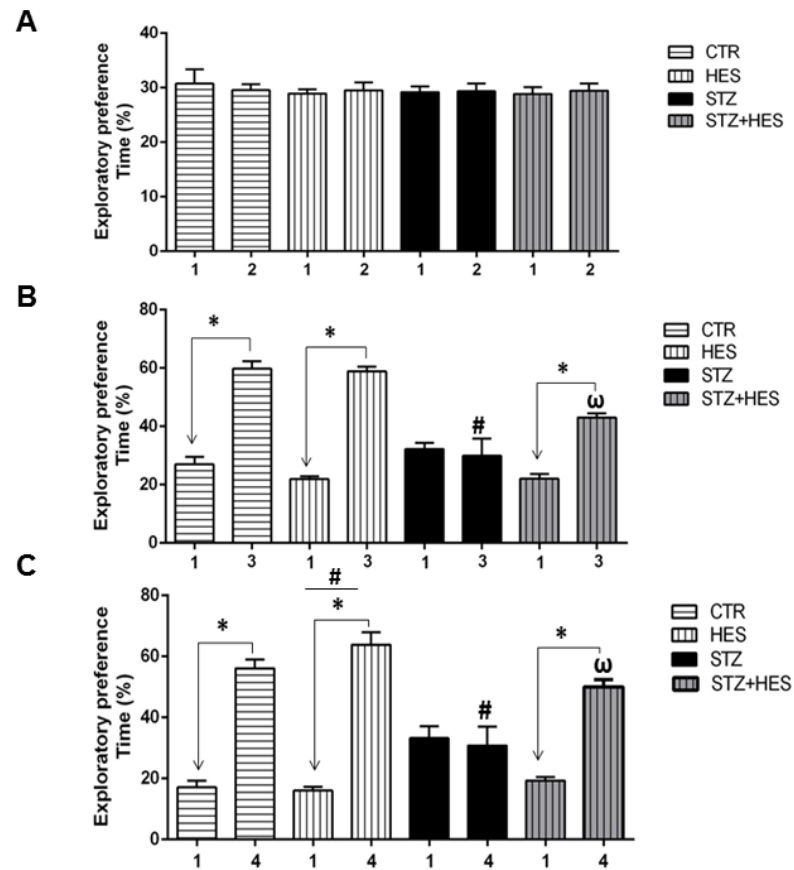 A
Exploratory preference
Time (%)
40
30
20
10
0
1 2 1 2 1 2 1 2
CTR
HES
STZ
STZ+HES
B
Exploratory preference
Time (%)
80
60
40
20
0
* * # * ω
1 3 1 3 1 3 1 3
CTR
HES
STZ
STZ+HES
C
Exploratory preference
Time (%)
80
60
40
20
0
* # * # * ω
1 4 1 4 1 4 1 4
CTR
HES
STZ
STZ+HES